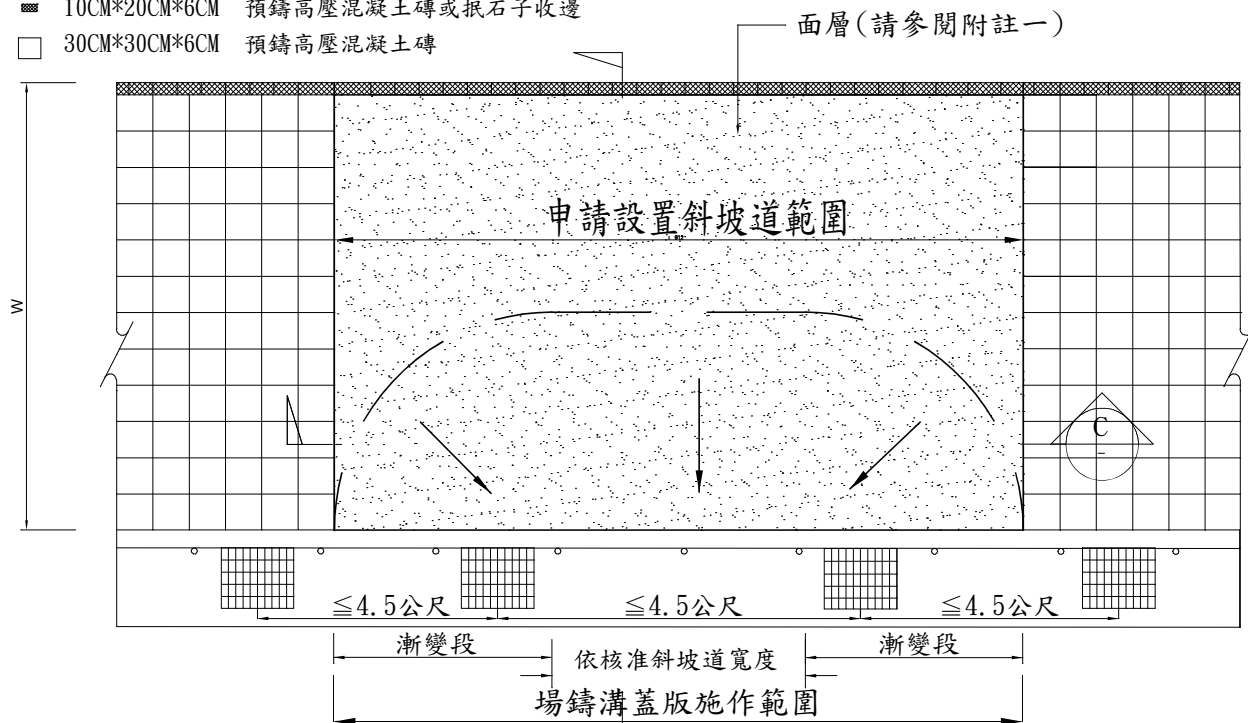 10CM*20CM*6CM 預鑄高壓混凝土磚或抿石子收邊
30CM*30CM*6CM 預鑄高壓混凝土磚
面層(請參閱附註一)
申請設置斜坡道範圍
W
C
-
≦4.5公尺 ≦4.5公尺 ≦4.5公尺
漸變段 依核准斜坡道寬度 漸變段
場鑄溝蓋版施作範圍